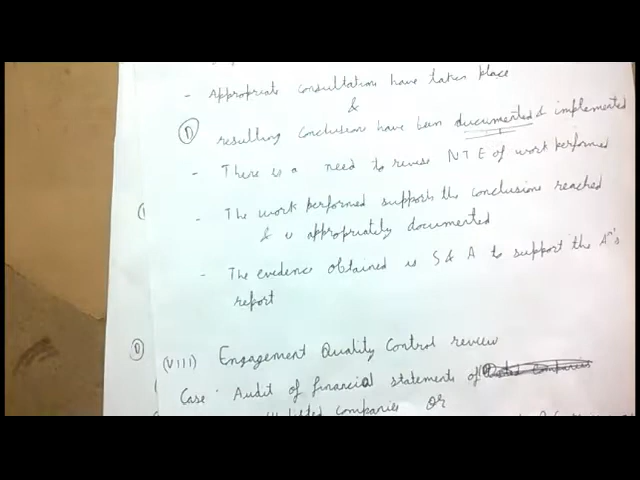 - Appropriate consultation have taken place
&
(D) resulting conclusion have been documented & implemented
- There is a need to revise NTE of work performed
- The work performed supports the conclusions reached
& is appropriately documented
- The evidence obtained is S & A to support the Aʳ's
report
(D) (VIII) Engagement Quality Control review
Case: Audit of financial statements of
listed companies or